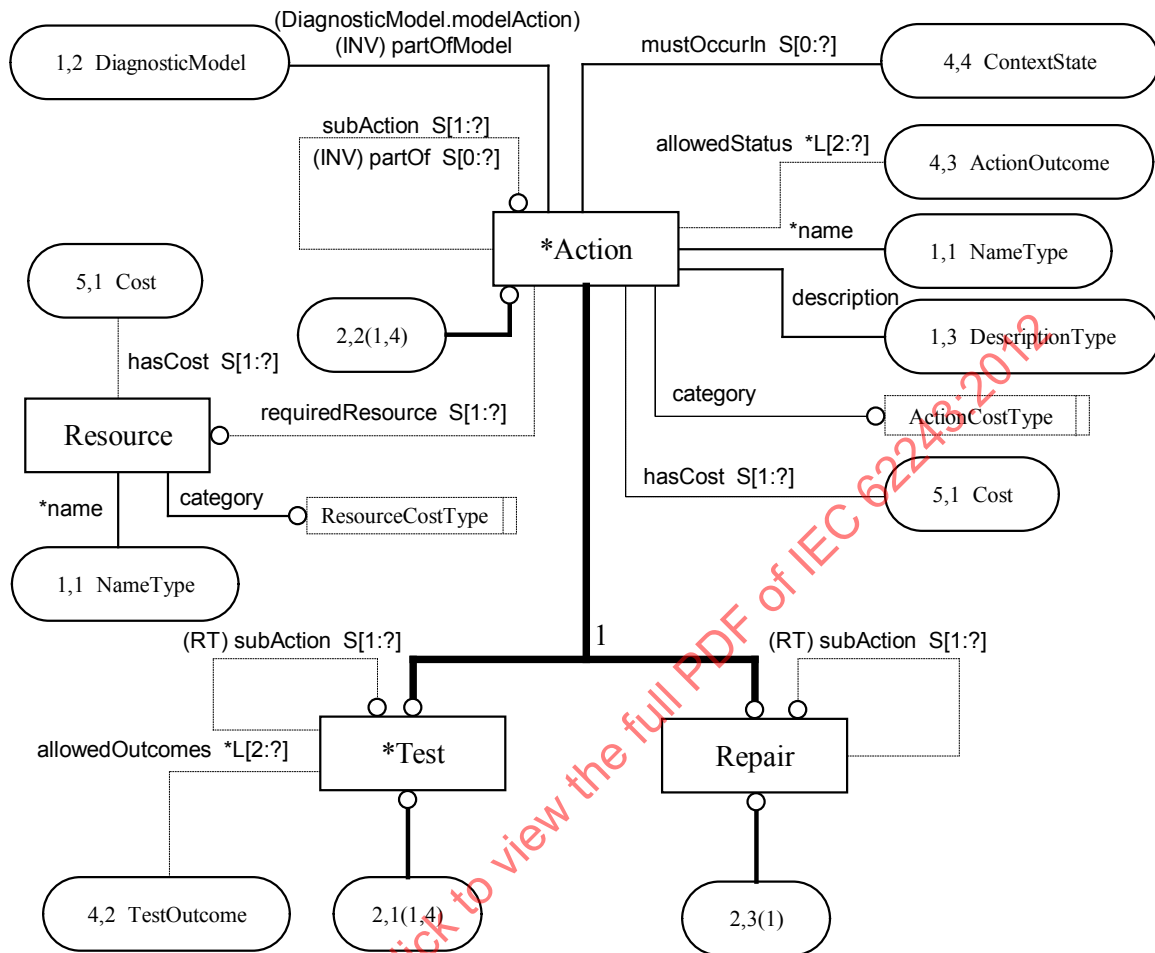 (DiagnosticModel.modelAction)
(INV) partOfModel
mustOccurIn S[0:?]
1,2 DiagnosticModel
4,4 ContextState
subAction S[1:?]
(INV) partOf S[0:?]
allowedStatus *L[2:?]
4,3 ActionOutcome
*Action
*name
1,1 NameType
5,1 Cost
description
2,2(1,4)
1,3 DescriptionType
hasCost S[1:?]
category
ActionCostType
requiredResource S[1:?]
Resource
hasCost S[1:?]
5,1 Cost
*name
category
ResourceCostType
1,1 NameType
1
(RT) subAction S[1:?]
(RT) subAction S[1:?]
allowedOutcomes *L[2:?]
*Test
Repair
4,2 TestOutcome
2,1(1,4)
2,3(1)
ick to view the full PDF of IEC 62243:2012